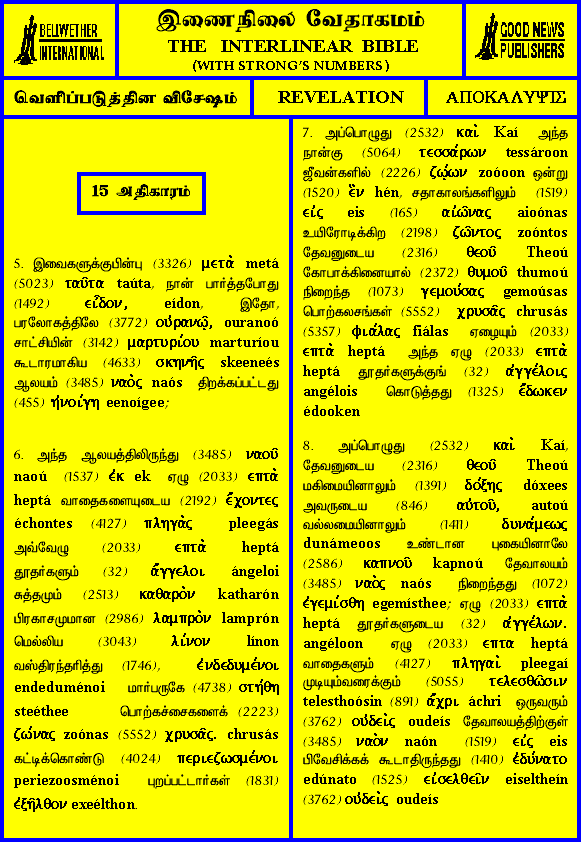 BELLWETHER
INTERNATIONAL
இணைநிலை வேதாகமம்
THE INTERLINEAR BIBLE
(WITH STRONG'S NUMBERS)
GOOD NEWS
PUBLISHERS
வெளிப்படுத்தின விசேஷம்
REVELATION
ΑΠΟΚΑΛΥΨΙΣ
15 அதிகாரம்
5. இவைகளுக்குபின்பு (3326) μετὰ metá
(5023) ταῦτα taúta, நான் பார்த்தபோது
(1492) εἶδον, eídon, இதோ,
பரலோகத்திலே (3772) οὐρανῷ, ouranoó
சாட்சியின் (3142) μαρτυρίου marturíou
கூடாரமாகிய (4633) σκηνῆς skeeneés
ஆலயம் (3485) ναὸς naós திறக்கப்பட்டது
(455) ἠνοίγη eenoígee;
6. அந்த ஆலயத்திலிருந்து (3485) ναοῦ
naoú (1537) ἐκ ek ஏழு (2033) επτὰ
heptá வாதைகளையுடைய (2192) ἔχοντες
échontes (4127) πληγὰς pleegás
அவ்வேழு (2033) επτὰ heptá
தூதர்களும் (32) ἄγγελοι ángeloi
சுத்தமும் (2513) καθαρὸν katharón
பிரகாசமுமான (2986) λαμπρὸν lamprón
மெல்லிய (3043) λίνον línon
வஸ்திரந்தரித்து (1746), ἐνδεδυμένοι
endeduménoi மார்பருகே (4738) στήθη
steéthee பொற்கச்சைகளைக் (2223)
ζώνας zoónas (5552) χρυσᾶς. chrusás
கட்டிக்கொண்டு (4024) περιεζωσμένοι
periezoosménoi புறப்பட்டார்கள் (1831)
ἐξῆλθον exeélthon.
7. அப்பொழுது (2532) καὶ Kaí அந்த
நான்கு (5064) τεσσάρων tessároon
ஜீவன்களில் (2226) ζῴων zoóoon ஒன்று
(1520) ἓν hén, சதாகாலங்களிலும் (1519)
εἰς eis (165) αἰῶνας aioónas
உயிரோடிக்கிற (2198) ζῶντος zoóntos
தேவனுடைய (2316) θεοῦ Theoú
கோபாக்கினையால் (2372) θυμοῦ thumoú
நிறைந்த (1073) γεμούσας gemoúsas
பொற்கலசங்கள் (5552) χρυσᾶς chrusás
(5357) φιάλας fiálas ஏழையும் (2033)
επτὰ heptá அந்த ஏழு (2033) επτὰ
heptá தூதர்களுக்குங் (32) ἀγγέλοις
angélois கொடுத்தது (1325) ἔδωκεν
édooken
8. அப்பொழுது (2532) καὶ Kaí,
தேவனுடைய (2316) θεοῦ Theoú
மகிமையினாலும் (1391) δόξης dóxees
அவருடைய (846) αὐτοῦ, autoú
வல்லமையினாலும் (1411) δυνάμεως
dunámeoos உண்டான புகையினாலே
(2586) καπνοῦ kapnoú தேவாலயம்
(3485) ναὸς naós நிறைந்தது (1072)
ἐγεμίσθη egemísthee; ஏழு (2033) επτὰ
heptá தூதர்களுடைய (32) ἀγγέλων.
angéloon ஏழு (2033) επτα heptá
வாதைகளும் (4127) πληγαὶ pleegaí
முடியும்வரைக்கும் (5055) τελεσθῶσιν
telesthoósin (891) ἄχρι áchri ஒருவரும்
(3762) οὐδεὶς oudeís தேவாலயத்திற்குள்
(3485) ναὸν naón (1519) εἰς eis
பிவேசிக்கக் கூடாதிருந்தது (1410) ἐδύνατο
edúnato (1525) εἰσελθεῖν eiseltheín
(3762) οὐδεὶς oudeís